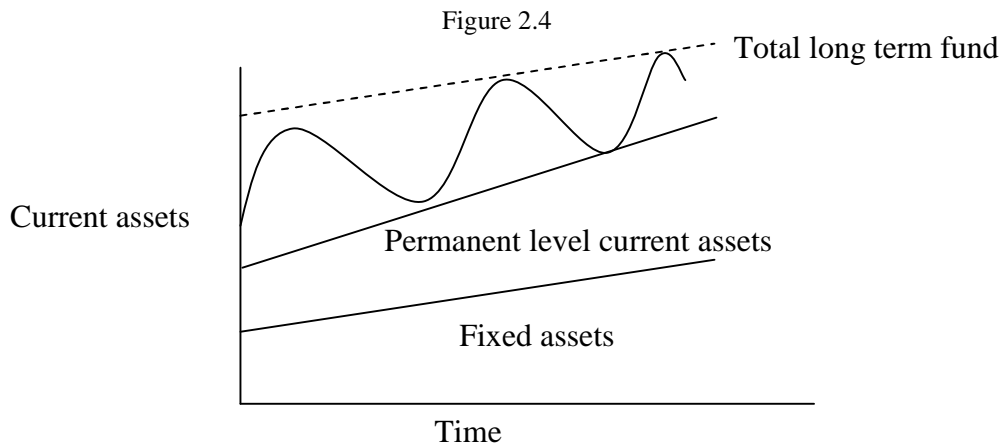 Figure 2.4
Total long term fund
Current assets
Permanent level current assets
Fixed assets
Time